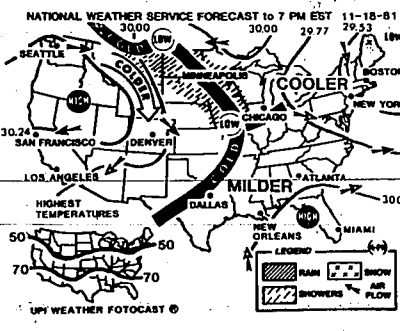 NATIONAL WEATHER SERVICE FORECAST to 7 PM EST 11-18-81
30.00 30.00 29.77 29.53
LOW
SEATTLE
COLDER
MINNEAPOLIS
BOSTON
HIGH
COOLER
NEW YORK
30.24
LOW
CHICAGO
SAN FRANCISCO
DENVER
LOS ANGELES
MILDER
ATLANTA
HIGHEST
TEMPERATURES
DALLAS
HIGH
NEW
ORLEANS
MIAMI
50 50
70 70
LEGEND
RAIN
SNOW
SHOWERS
AIR
FLOW
UPI WEATHER FOTOCAST ®